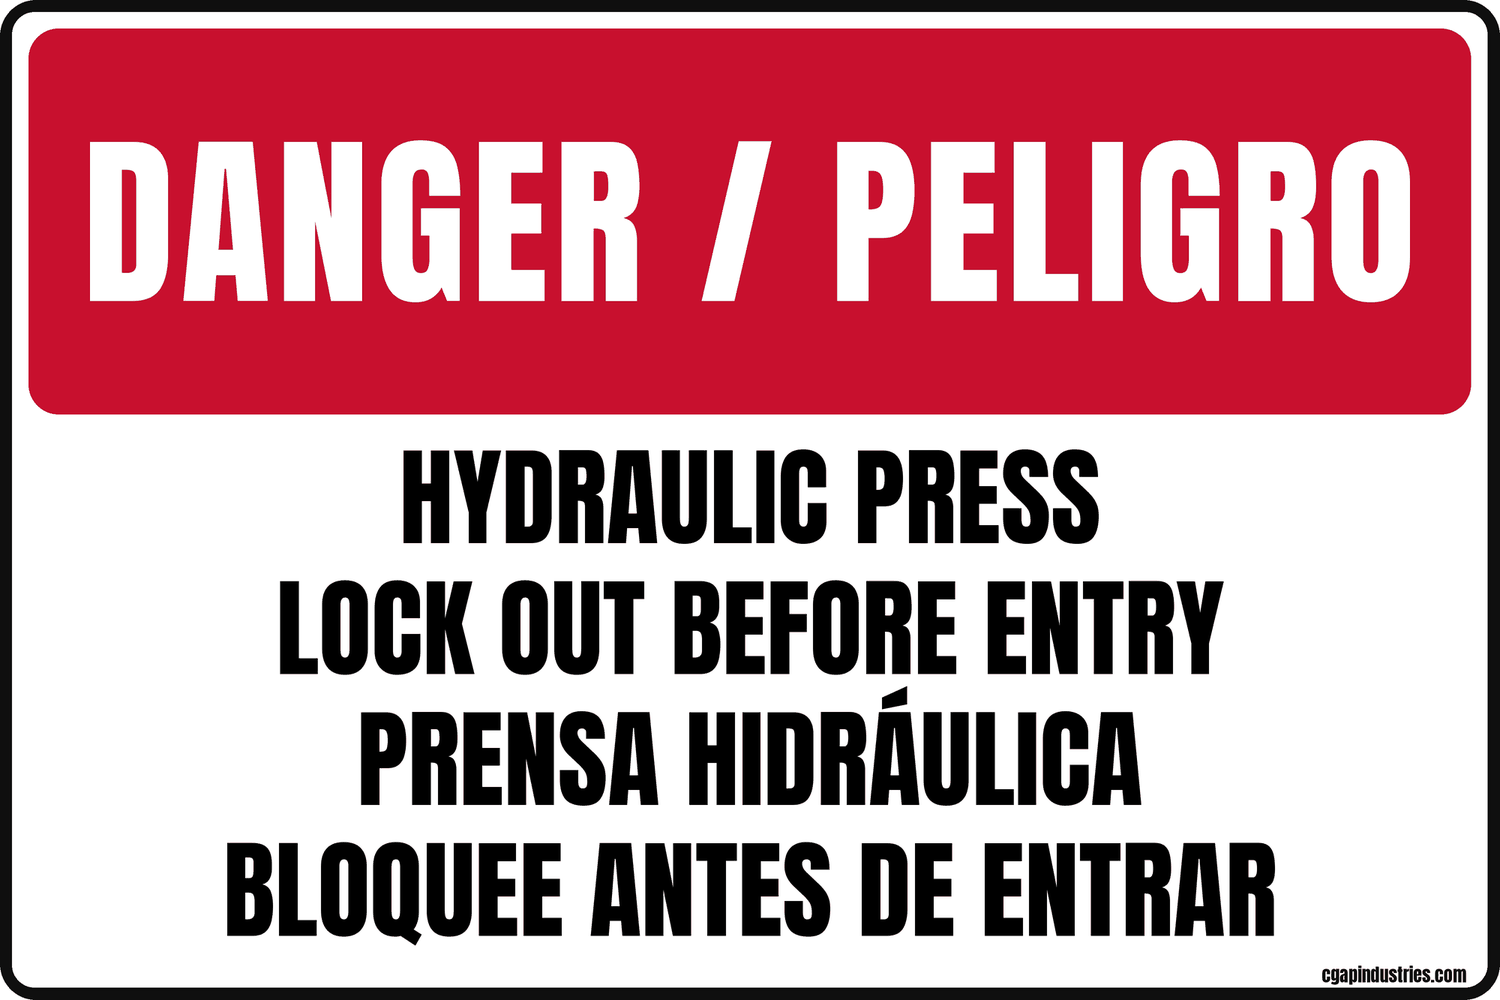 DANGER / PELIGRO
HYDRAULIC PRESS
LOCK OUT BEFORE ENTRY
PRENSA HIDRÁULICA
BLOQUEE ANTES DE ENTRAR
cgapindustries.com